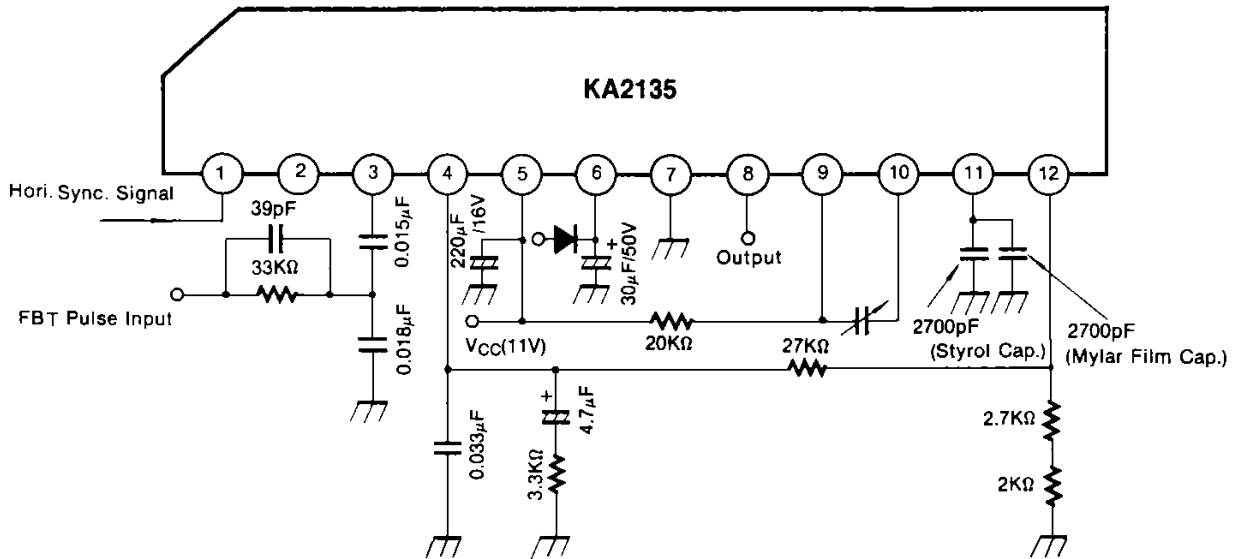 KA2135
1
2
3
4
5
6
7
8
9
10
11
12
Hori. Sync. Signal
39pF
33KΩ
FBT Pulse Input
0.015μF
0.018μF
220μF
/16V
+
30μF/50V
Output
VCC(11V)
20KΩ
27KΩ
2700pF
(Styrol Cap.)
2700pF
(Mylar Film Cap.)
0.033μF
+
4.7μF
3.3KΩ
2.7KΩ
2KΩ